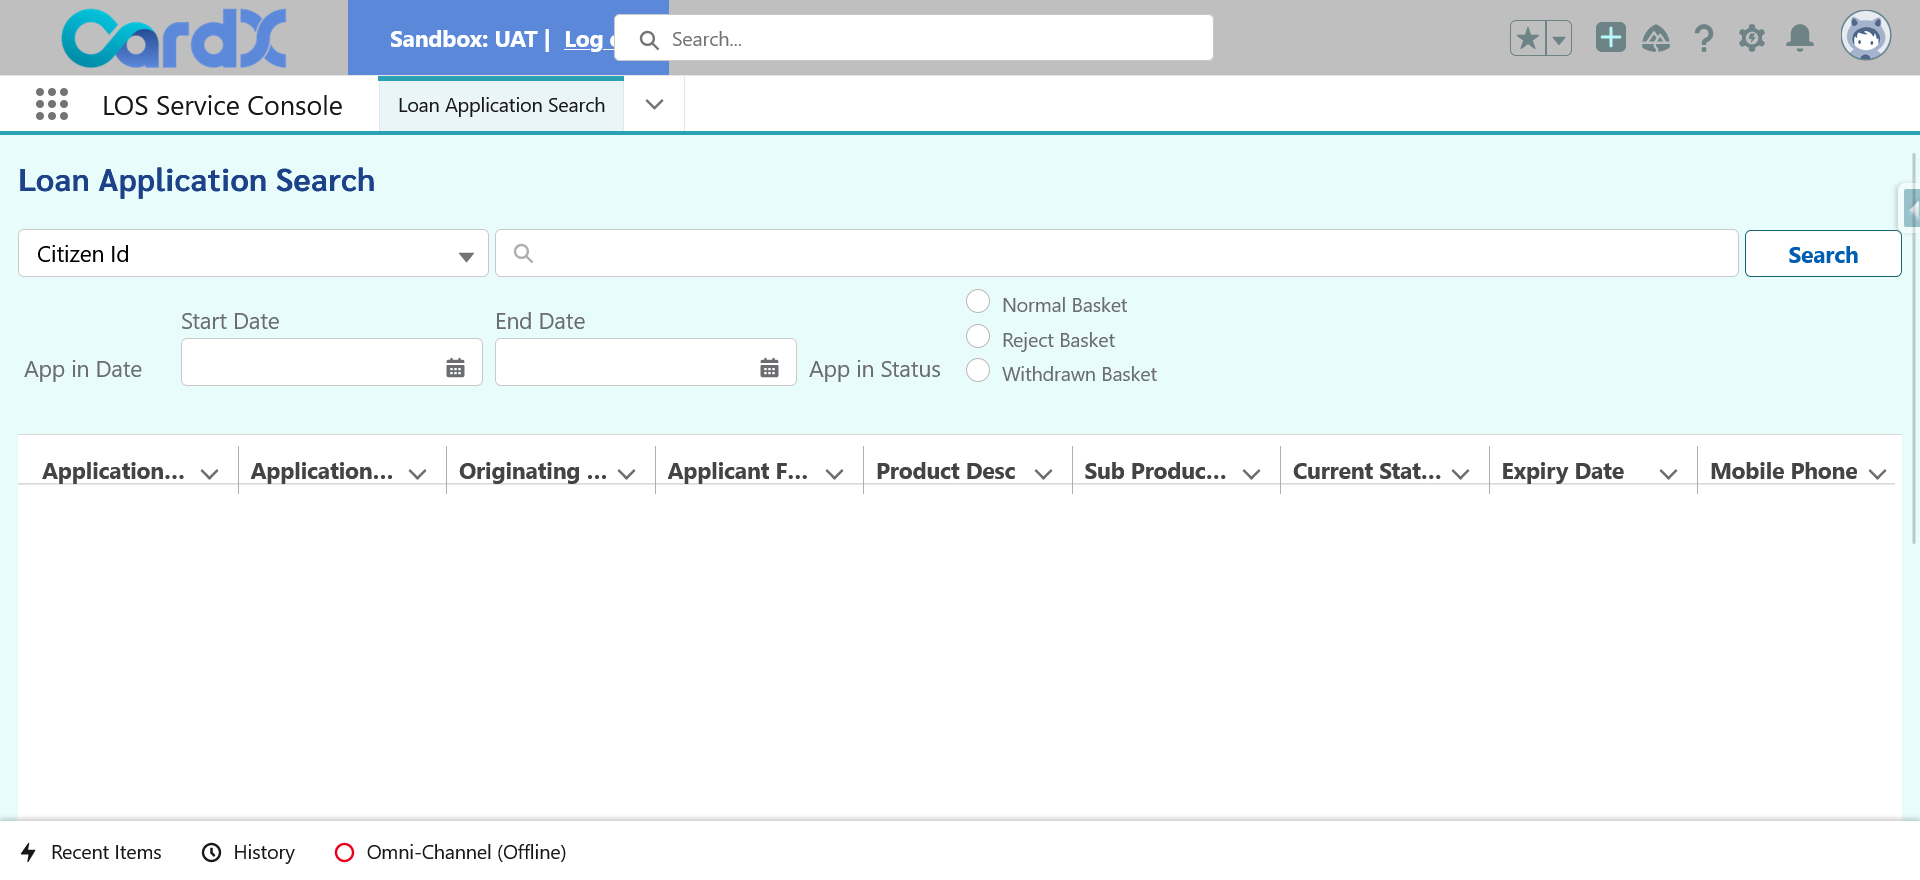 CardX
Sandbox: UAT | Log
Search...
LOS Service Console
Loan Application Search
Loan Application Search
Citizen Id
Search
Start Date
End Date
App in Date
App in Status
Normal Basket
Reject Basket
Withdrawn Basket
Application...
Application...
Originating ...
Applicant F...
Product Desc
Sub Produc...
Current Stat...
Expiry Date
Mobile Phone
Recent Items
History
Omni-Channel (Offline)